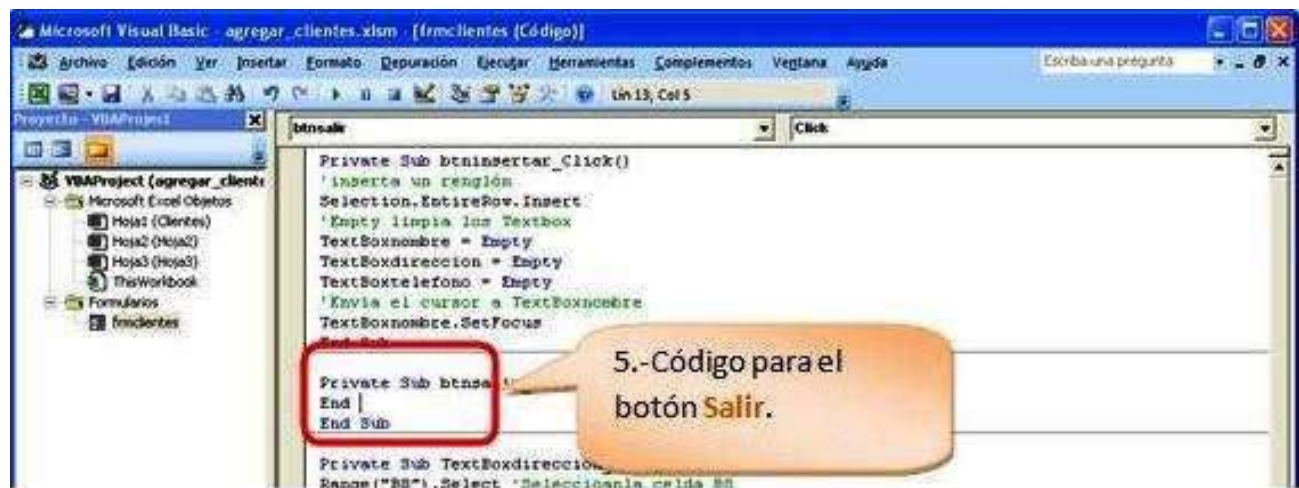 Microsoft Visual Basic - agregar_clientes.xlsm - [frmclientes (Código)]
Archivo Edición Ver Insertar Formato Depuración Ejecutar Herramientas Complementos Ventana Ayuda
Escriba una pregunta
Lín 13, Col 5
Proyecto - VBAProject
btnsalir
Click
VBAProject (agregar_cliente
Microsoft Excel Objetos
Hoja1 (Clientes)
Hoja2 (Hoja2)
Hoja3 (Hoja3)
ThisWorkbook
Formularios
frmclientes
Private Sub btninsertar_Click()
'inserta un renglón
Selection.EntireRow.Insert
'Empty limpia los Textbox
TextBoxnombre = Empty
TextBoxdireccion = Empty
TextBoxtelefono = Empty
'Envia el cursor a TextBoxnombre
TextBoxnombre.SetFocus
End Sub
Private Sub btnsa
End
End Sub
Private Sub TextBoxdireccion
Range("B8").Select 'Selecciona la celda B8
5.-Código para el
botón Salir.